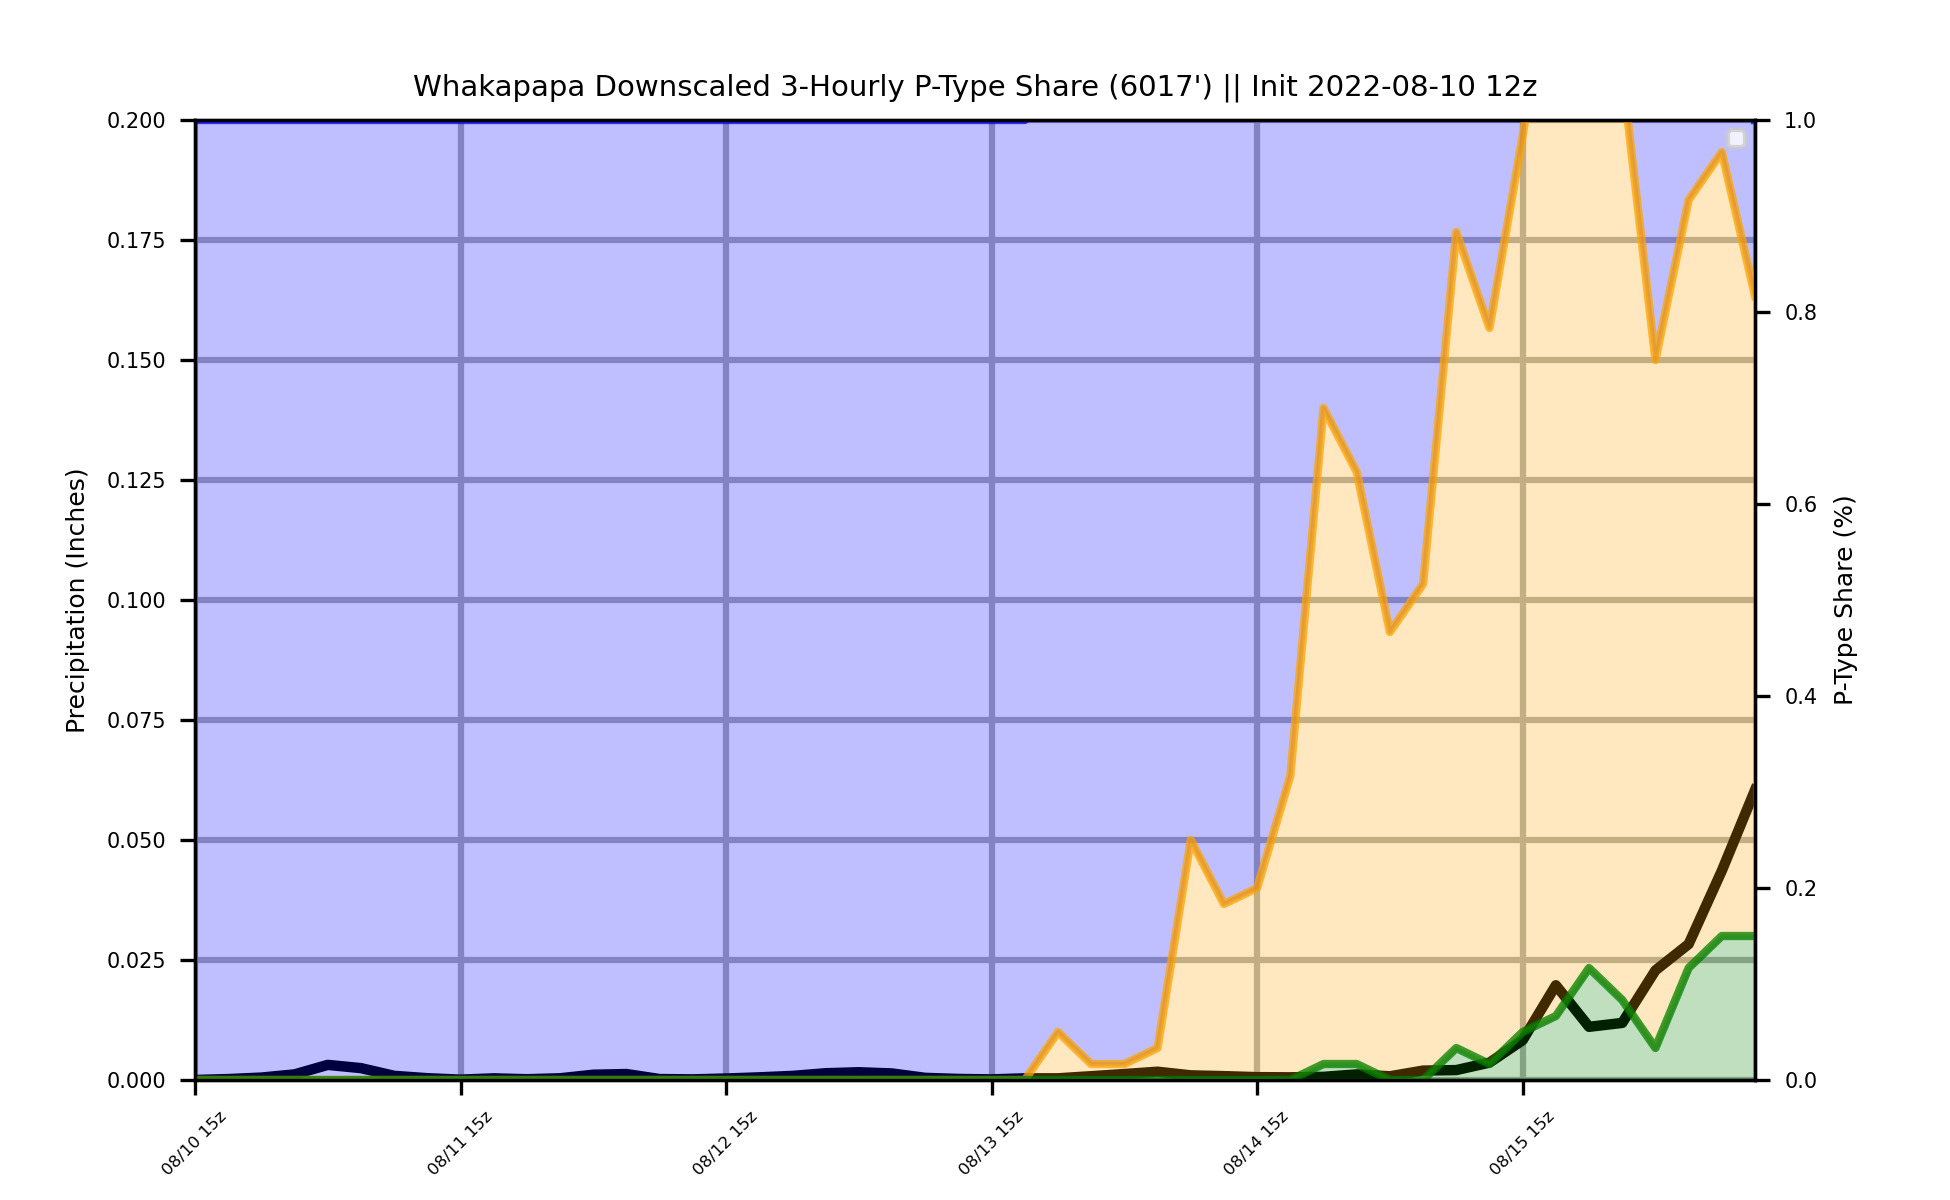 Whakapapa Downscaled 3-Hourly P-Type Share (6017') || Init 2022-08-10 12z
Precipitation (Inches)
0.200
0.175
0.150
0.125
0.100
0.075
0.050
0.025
0.000
1.0
0.8
0.6
0.4
0.2
0.0
P-Type Share (%)
08/10 15z
08/11 15z
08/12 15z
08/13 15z
08/14 15z
08/15 15z